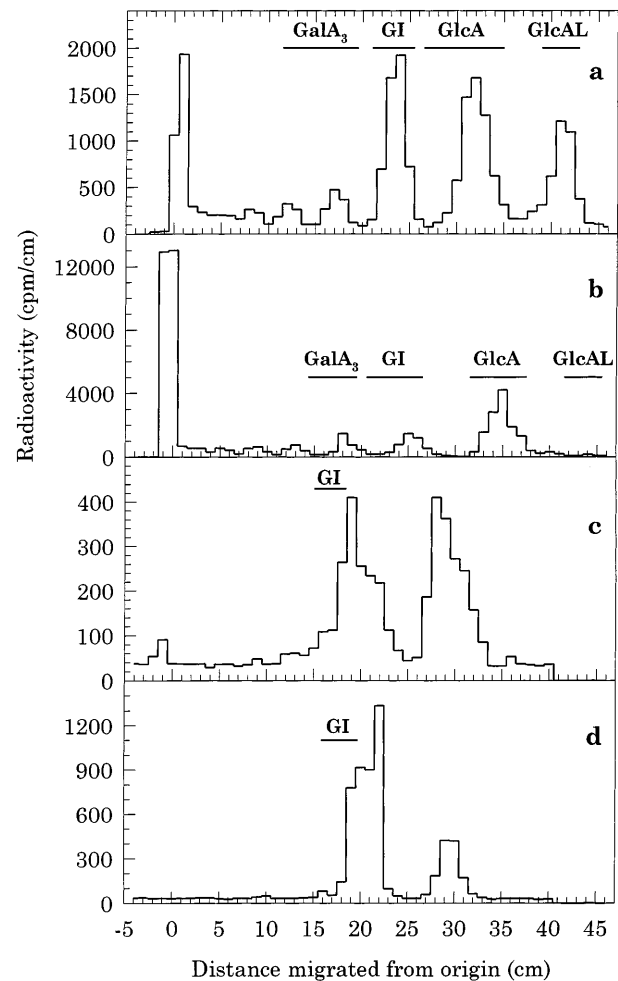 GalA3 GI GlcA GlcAL
2000
a
1500
1000
500
0
12000
b
8000
GalA3 GI GlcA GlcAL
4000
0
GI
400
c
300
200
100
0
1200
GI
d
900
600
300
0
-5 0 5 10 15 20 25 30 35 40 45
Distance migrated from origin (cm)
Radioactivity (cpm/cm)